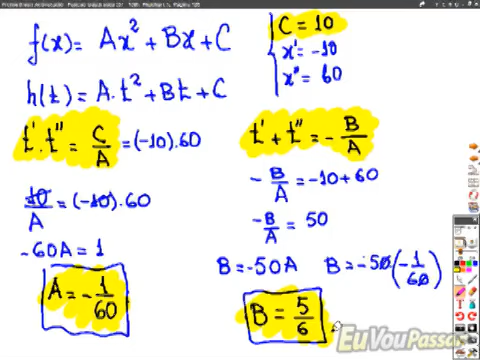 f(x) = Ax² + Bx + C
h(t) = A.t² + Bt + C
C = 10
x' = -10
x'' = 60
t'.t'' = C/A = (-10).60
10/A = (-10).60
-60A = 1
A = -1/60
t' + t'' = -B/A
-B/A = -10+60
-B/A = 50
B = -50A B = -50(-1/60)
B = 5/6
EuVouPassar